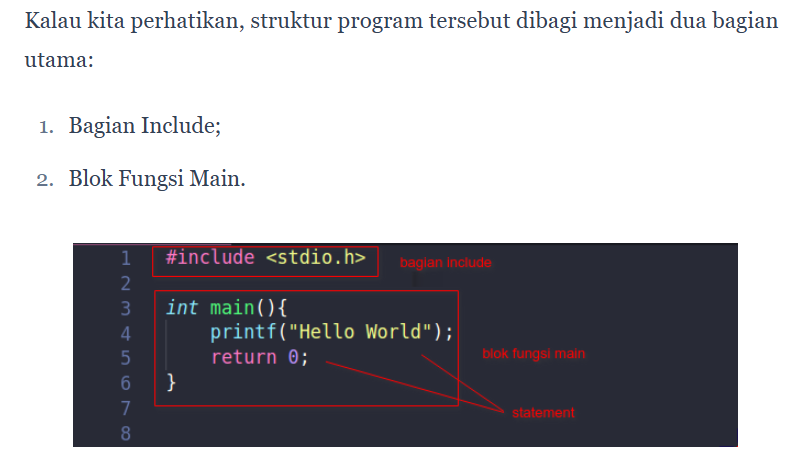 Kalau kita perhatikan, struktur program tersebut dibagi menjadi dua bagian
utama:
1. Bagian Include;
2. Blok Fungsi Main.
1 #include <stdio.h> bagian include
2
3 int main(){
4 printf("Hello World");
5 return 0; blok fungsi main
6 }
7 statement
8